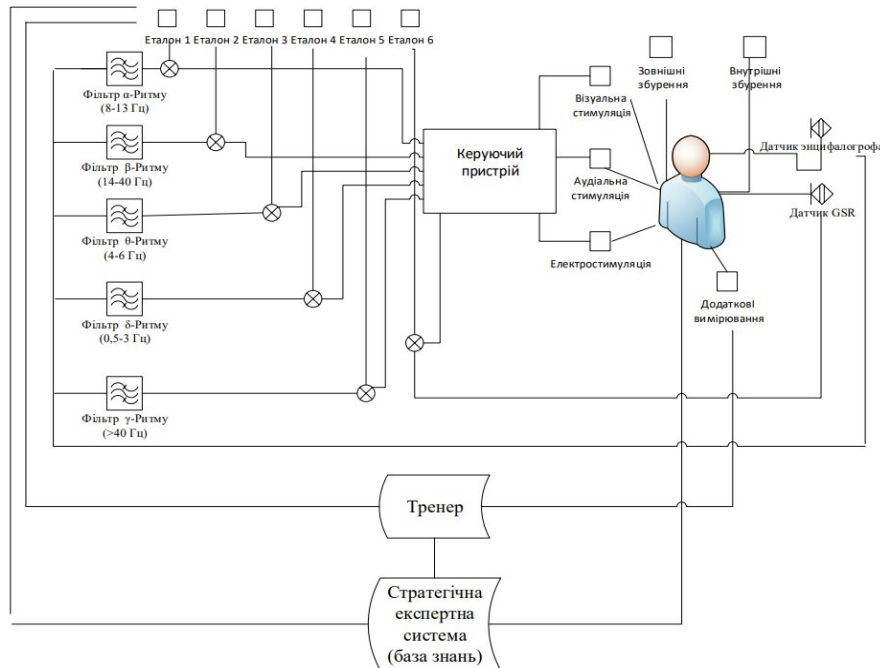 Еталон 1 Еталон 2 Еталон 3 Еталон 4 Еталон 5 Еталон 6
Фільтр α-Ритму
(8-13 Гц)
Фільтр β-Ритму
(14-40 Гц)
Фільтр θ-Ритму
(4-6 Гц)
Фільтр δ-Ритму
(0,5-3 Гц)
Фільтр γ-Ритму
(>40 Гц)
Керуючий
пристрій
Візуальна
стимуляція
Аудіальна
стимуляція
Електростимуляція
Зовнішні
збурення
Внутрішні
збурення
Датчик энцифалогрофа
Датчик GSR
Додаткові
вимірювання
Тренер
Стратегічна
експертна
система
(база знань)